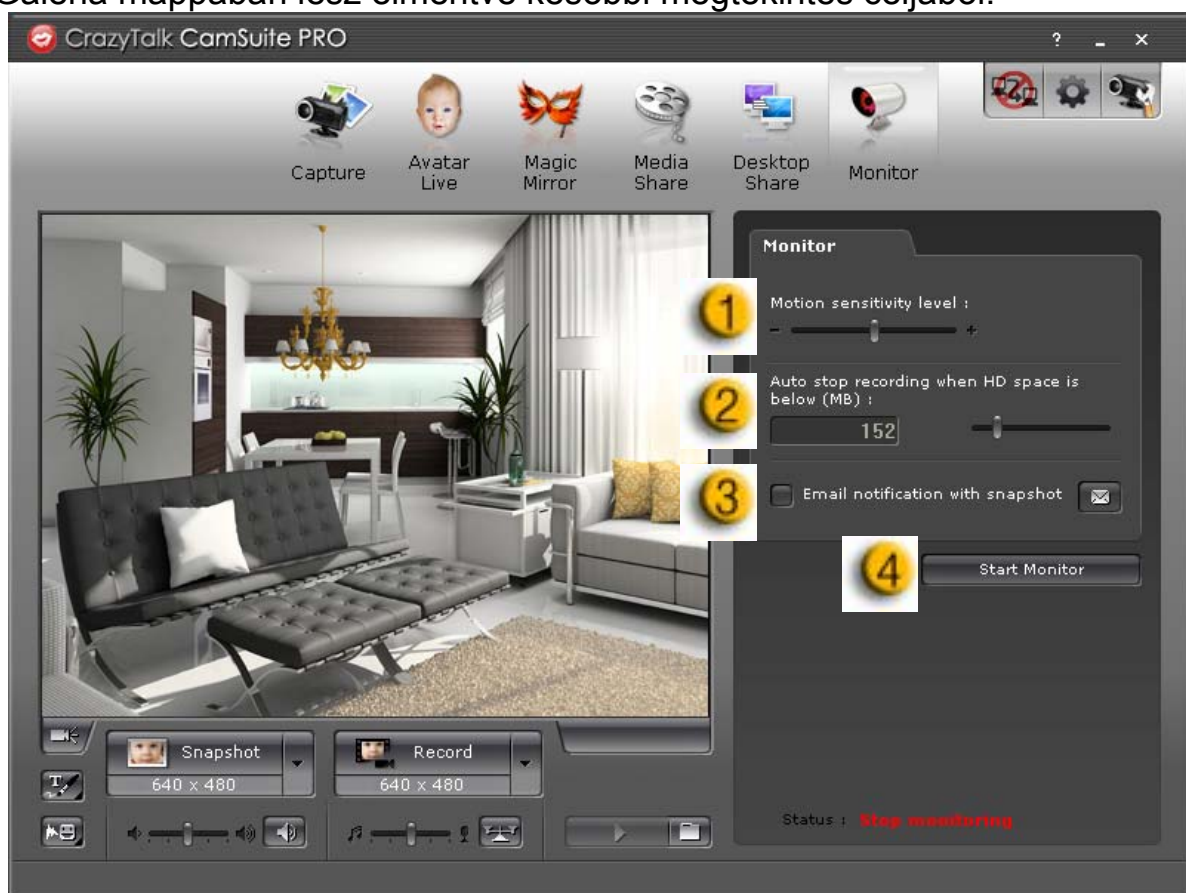 Galéria mappában lesz elmentve későbbi megtekintés céljából.
CrazyTalk CamSuite PRO
? _ ×
Capture
Avatar
Live
Magic
Mirror
Media
Share
Desktop
Share
Monitor
Monitor
1
Motion sensitivity level :
- +
2
Auto stop recording when HD space is
below (MB) :
152
3
Email notification with snapshot
4
Start Monitor
Snapshot
640 x 480
Record
640 x 480
Status : Stop monitoring